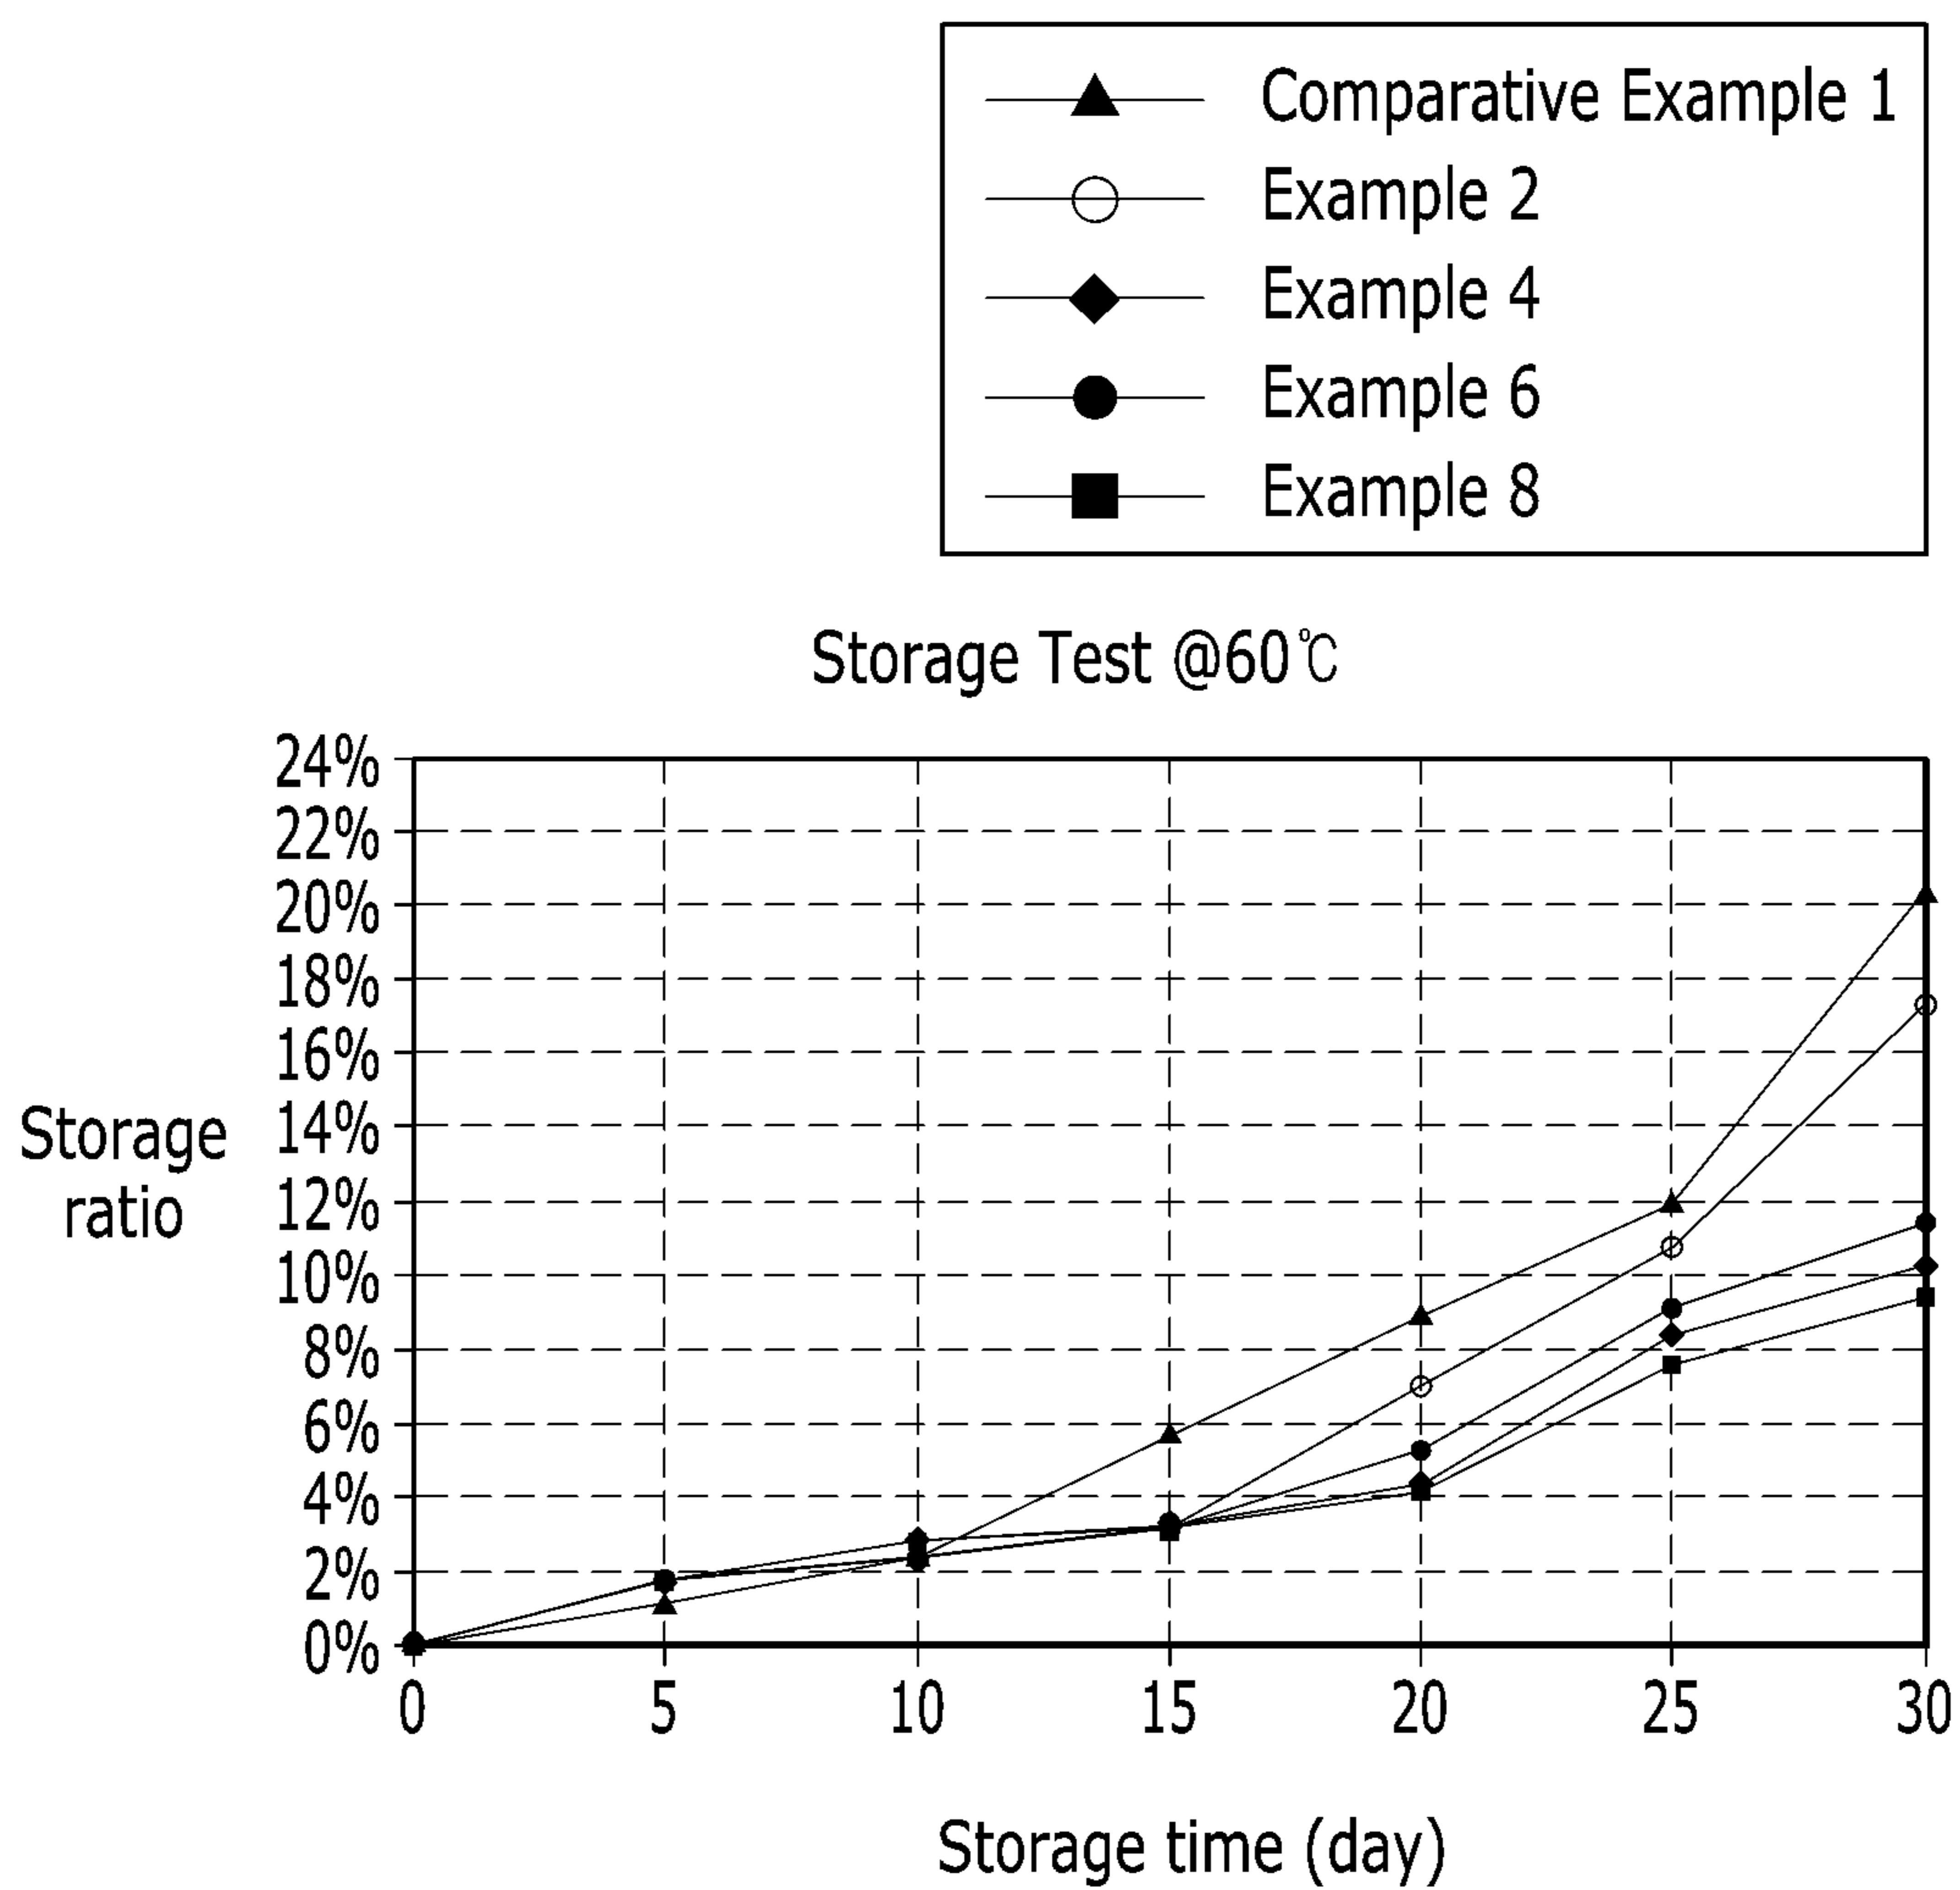 Comparative Example 1
Example 2
Example 4
Example 6
Example 8
Storage Test @60℃
24%
22%
20%
18%
16%
14%
12%
10%
8%
6%
4%
2%
0%
Storage
ratio
0 5 10 15 20 25 30
Storage time (day)